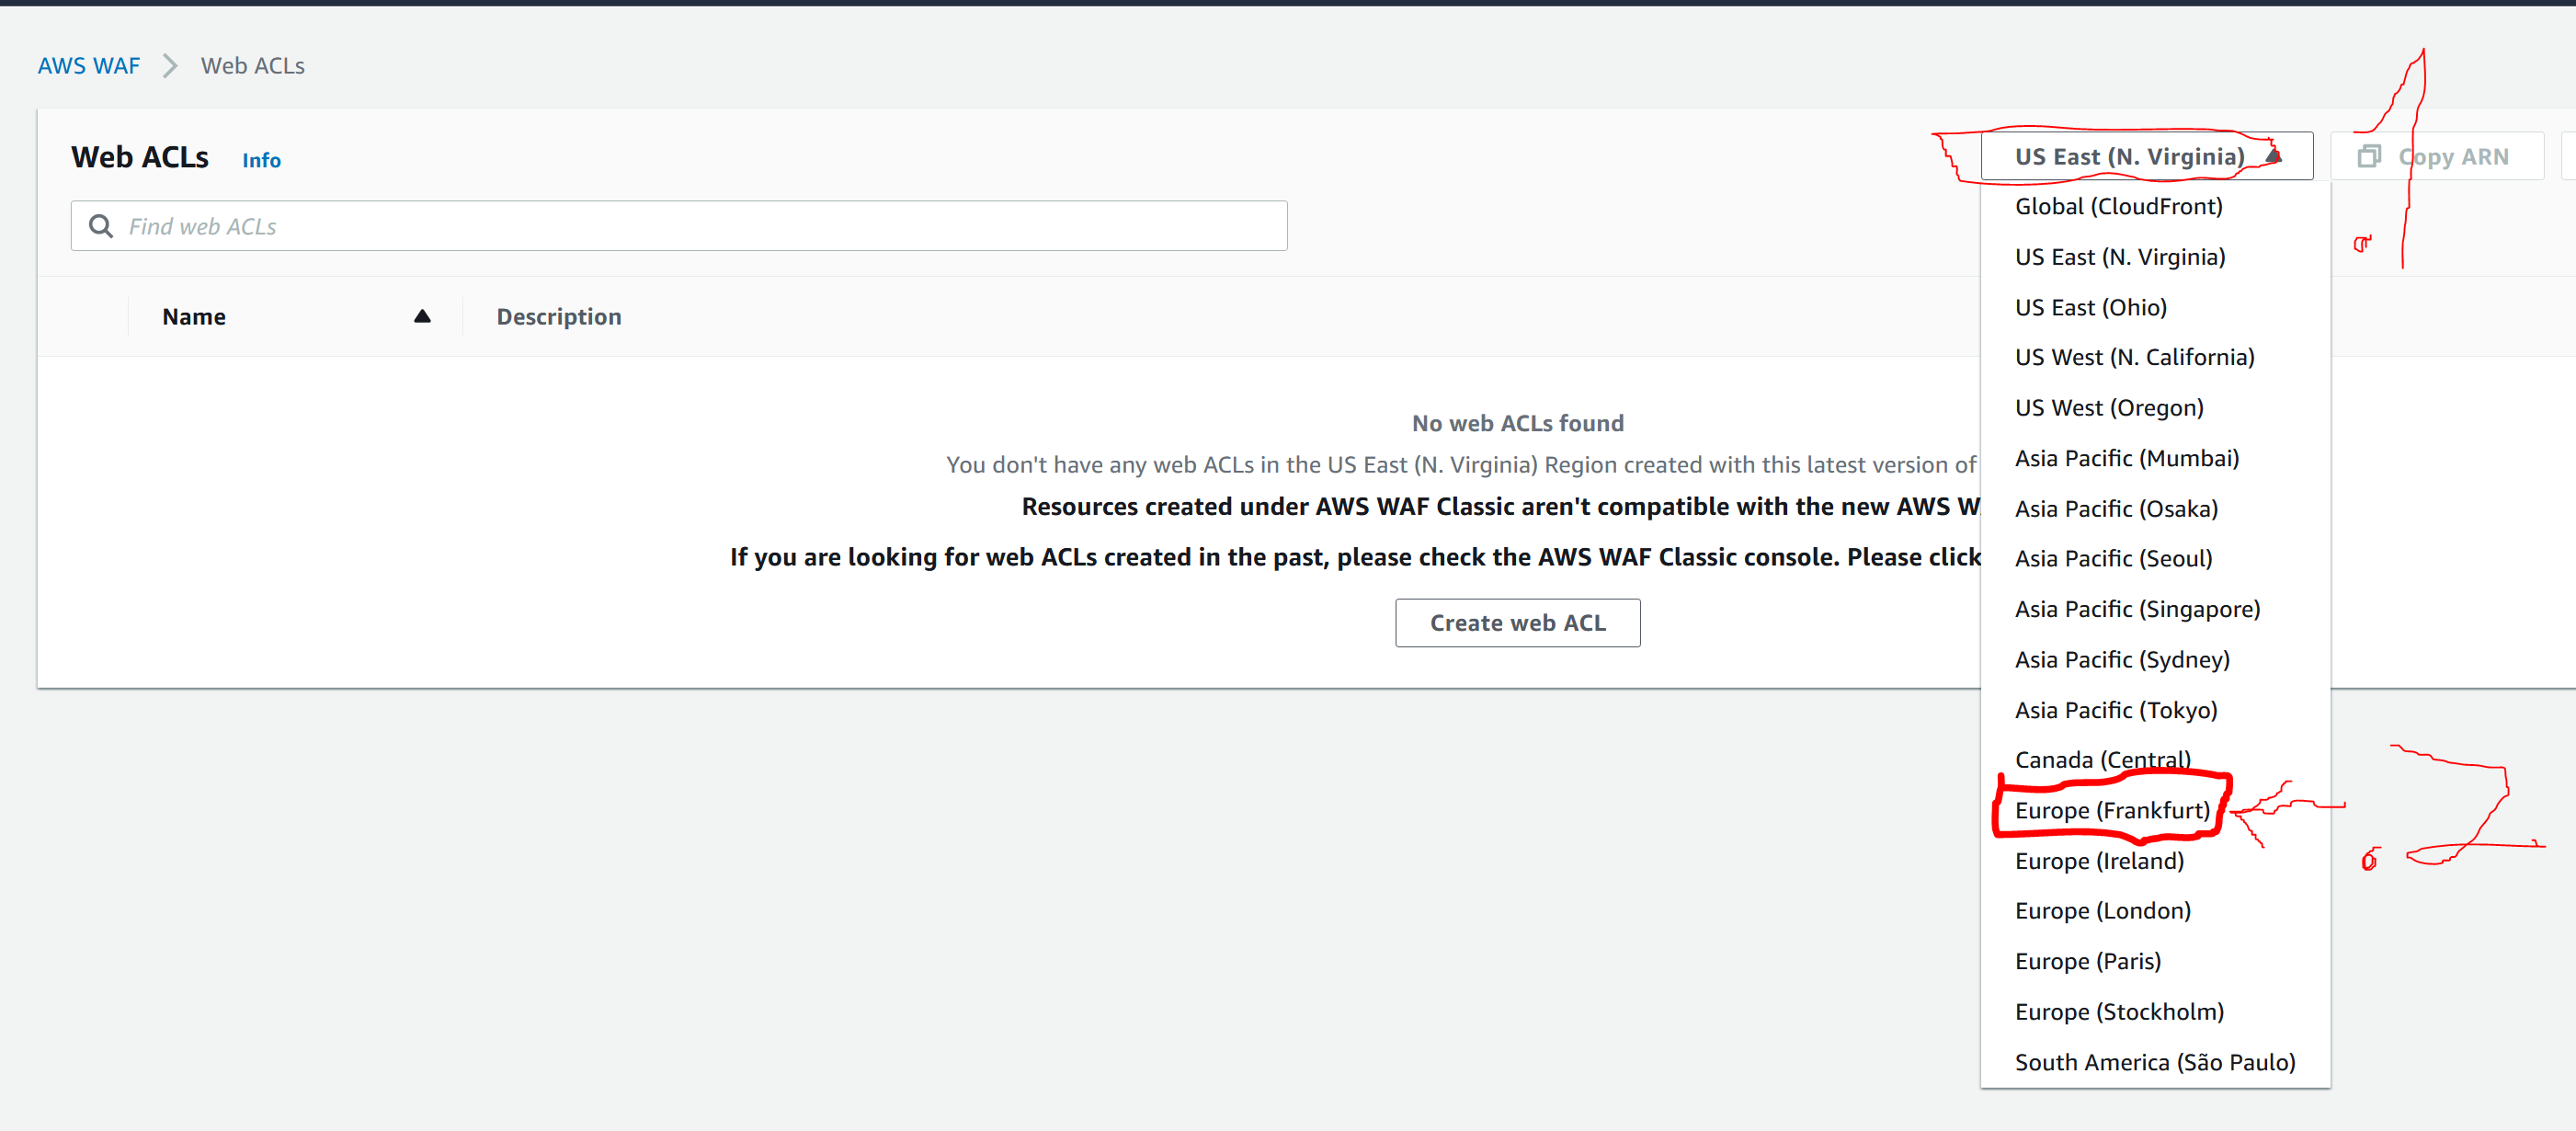 AWS WAF > Web ACLs
Web ACLs Info
US East (N. Virginia)
Copy ARN
Find web ACLs
Name
Description
No web ACLs found
You don't have any web ACLs in the US East (N. Virginia) Region created with this latest version of
Resources created under AWS WAF Classic aren't compatible with the new AWS
If you are looking for web ACLs created in the past, please check the AWS WAF Classic console. Please click
Create web ACL
Global (CloudFront)
US East (N. Virginia)
US East (Ohio)
US West (N. California)
US West (Oregon)
Asia Pacific (Mumbai)
Asia Pacific (Osaka)
Asia Pacific (Seoul)
Asia Pacific (Singapore)
Asia Pacific (Sydney)
Asia Pacific (Tokyo)
Canada (Central)
Europe (Frankfurt)
Europe (Ireland)
Europe (London)
Europe (Paris)
Europe (Stockholm)
South America (São Paulo)
1
2